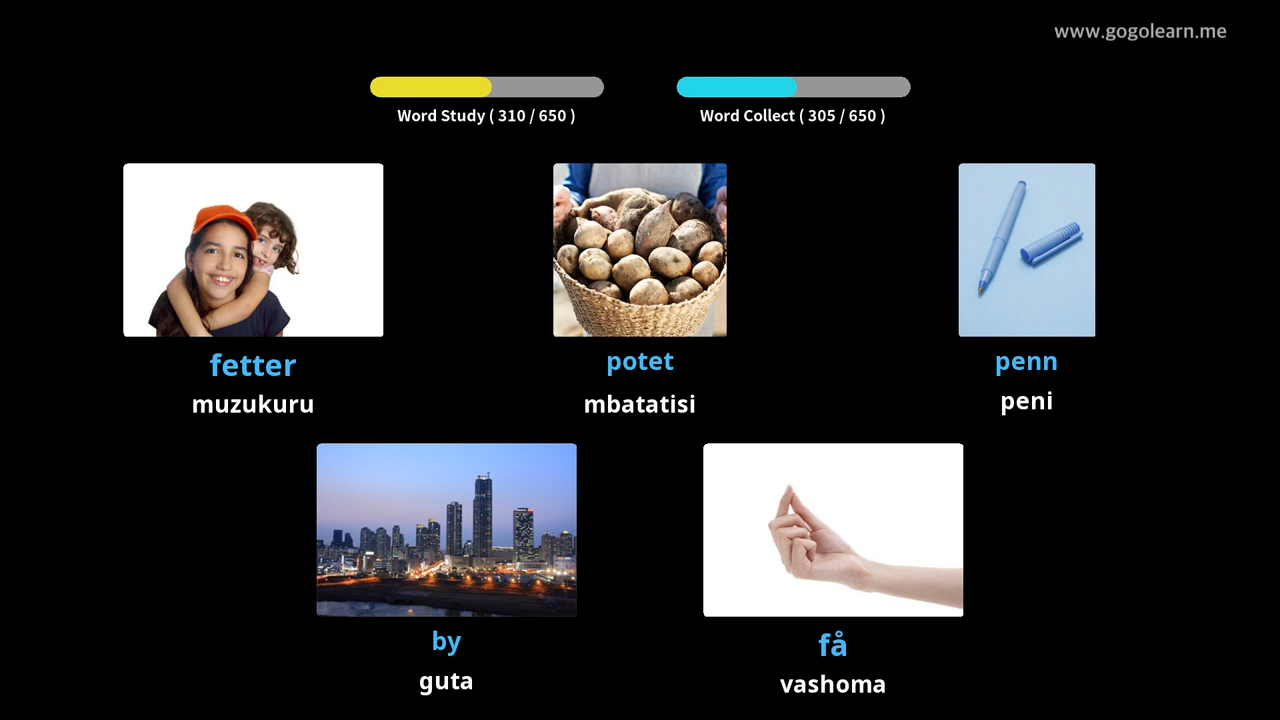 www.gogolearn.me
Word Study ( 310 / 650 )
Word Collect ( 305 / 650 )
fetter
muzukuru
potet
mbatatisi
penn
peni
by
guta
få
vashoma